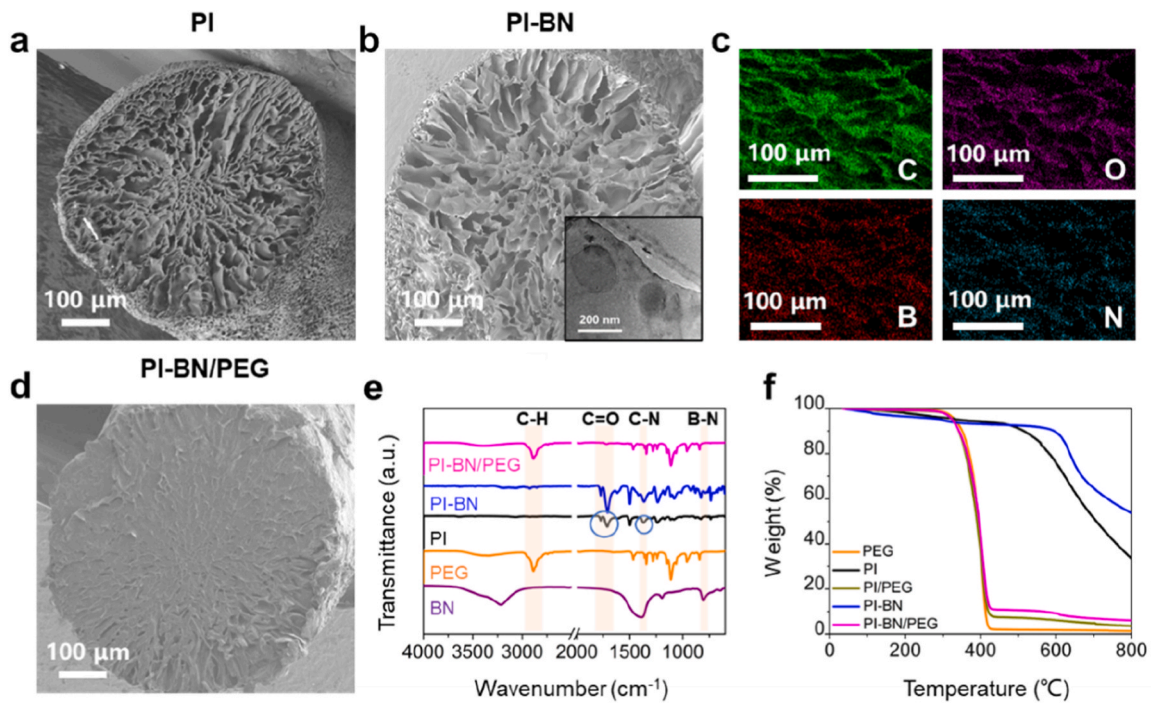 PI
PI-BN
a
100 μm
b
100 μm
200 nm
c
100 μm
C
100 μm
O
100 μm
B
100 μm
N
PI-BN/PEG
d
100 μm
e
C-H
C=O
C-N
B-N
PI-BN/PEG
PI-BN
PI
PEG
BN
Transmittance (a.u.)
4000
3000
2000
1500
1000
Wavenumber (cm⁻¹)
f
100
80
60
40
20
0
Weight (%)
PEG
PI
PI/PEG
PI-BN
PI-BN/PEG
0
200
400
600
800
Temperature (℃)